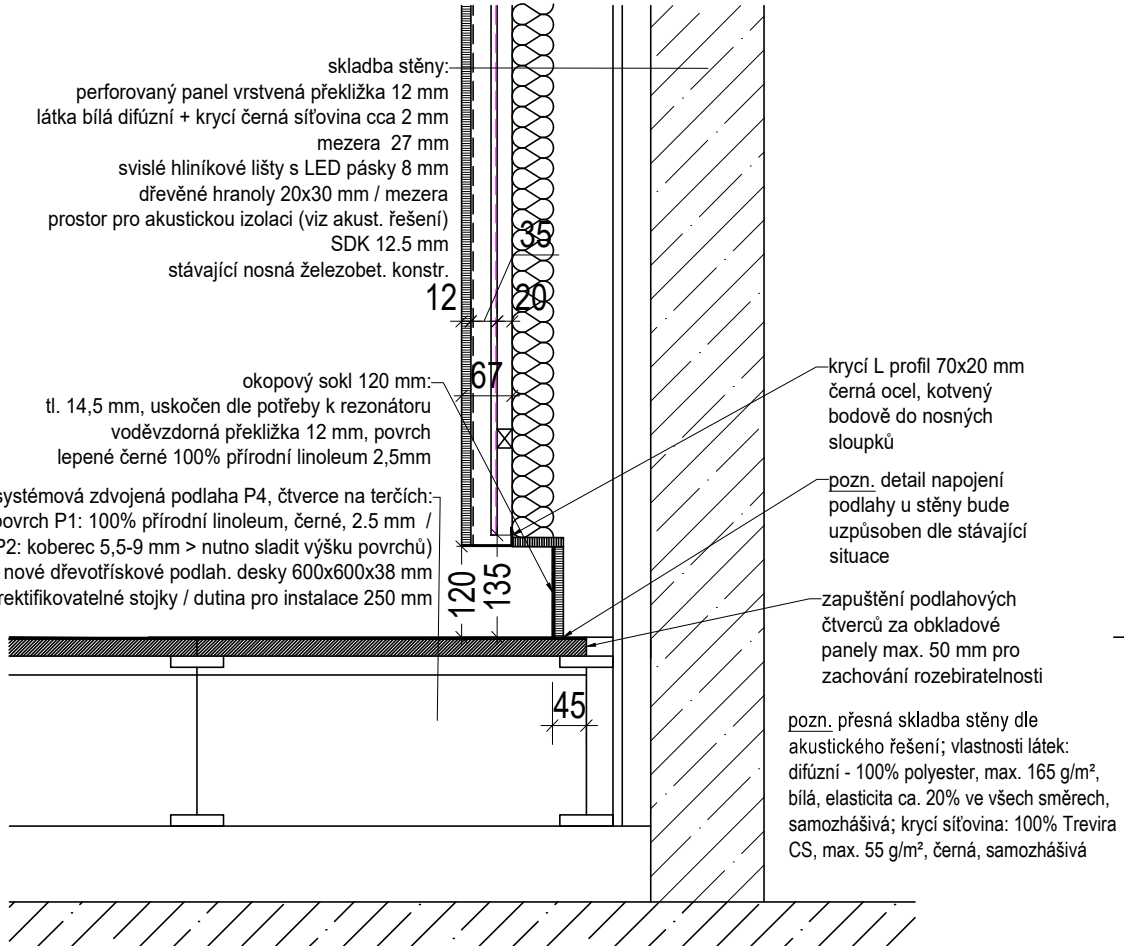 skladba stěny:
perforovaný panel vrstvená překližka 12 mm
látka bílá difúzní + krycí černá síťovina cca 2 mm
mezera 27 mm
svislé hliníkové lišty s LED pásky 8 mm
dřevěné hranoly 20x30 mm / mezera
prostor pro akustickou izolaci (viz akust. řešení)
SDK 12.5 mm
stávající nosná železobet. konstr.
35
12
20
67
okopový sokl 120 mm:
tl. 14,5 mm, uskočen dle potřeby k rezonátoru
voděvzdorná překližka 12 mm, povrch
lepené černé 100% přírodní linoleum 2,5mm
systémová zdvojená podlaha P4, čtverce na terčích:
povrch P1: 100% přírodní linoleum, černé, 2.5 mm /
P2: koberec 5,5-9 mm > nutno sladit výšku povrchů)
nové dřevotřískové podlah. desky 600x600x38 mm
rektifikovatelné stojky / dutina pro instalace 250 mm
120
135
45
krycí L profil 70x20 mm
černá ocel, kotvený
bodově do nosných
sloupků
pozn. detail napojení
podlahy u stěny bude
uzpůsoben dle stávající
situace
zapuštění podlahových
čtverců za obkladové
panely max. 50 mm pro
zachování rozebiratelnosti
pozn. přesná skladba stěny dle
akustického řešení; vlastnosti látek:
difúzní - 100% polyester, max. 165 g/m²,
bílá, elasticita ca. 20% ve všech směrech,
samozhášivá; krycí síťovina: 100% Trevira
CS, max. 55 g/m², černá, samozhášivá